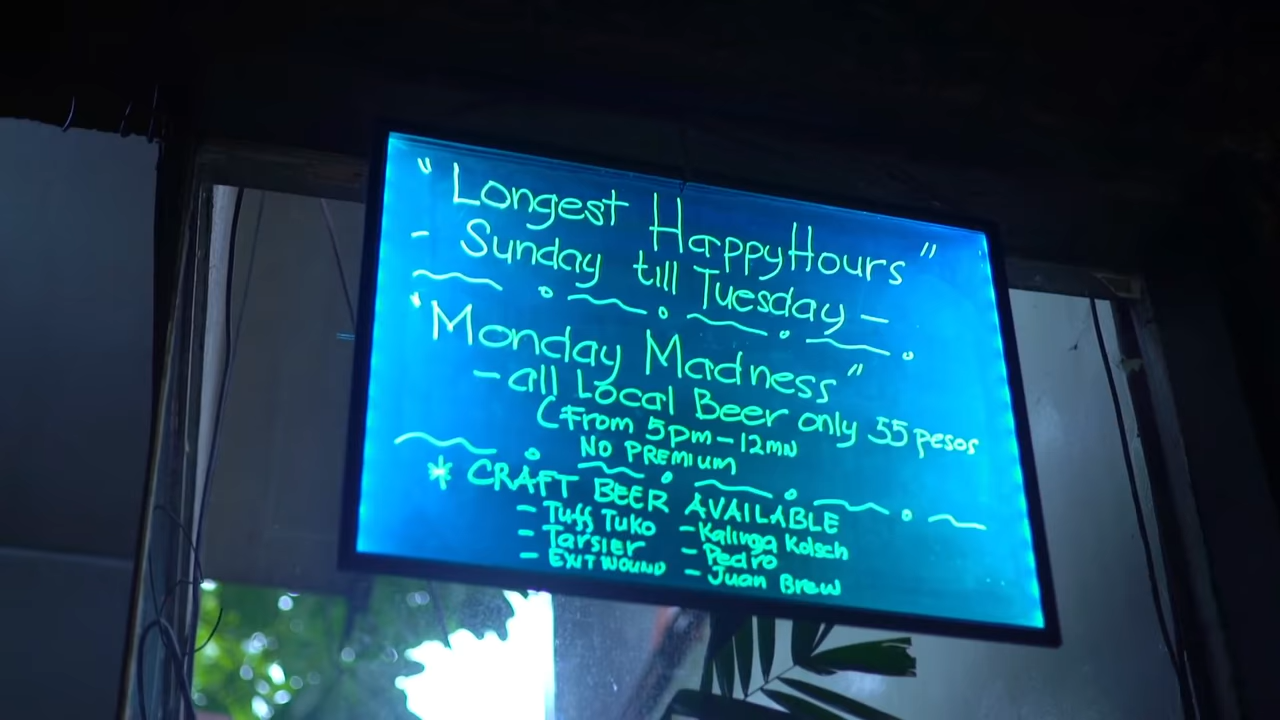 "Longest HappyHours"
- Sunday till Tuesday -
"Monday Madness"
- all Local Beer only 55 pesos
(From 5pm - 12mN
NO PREMIUM
* CRAFT BEER AVAILABLE
- Tuff Tuko - Kalinga Kolsch
- Tarsier - Pedro
- EXIT WOUND - Juan Brew